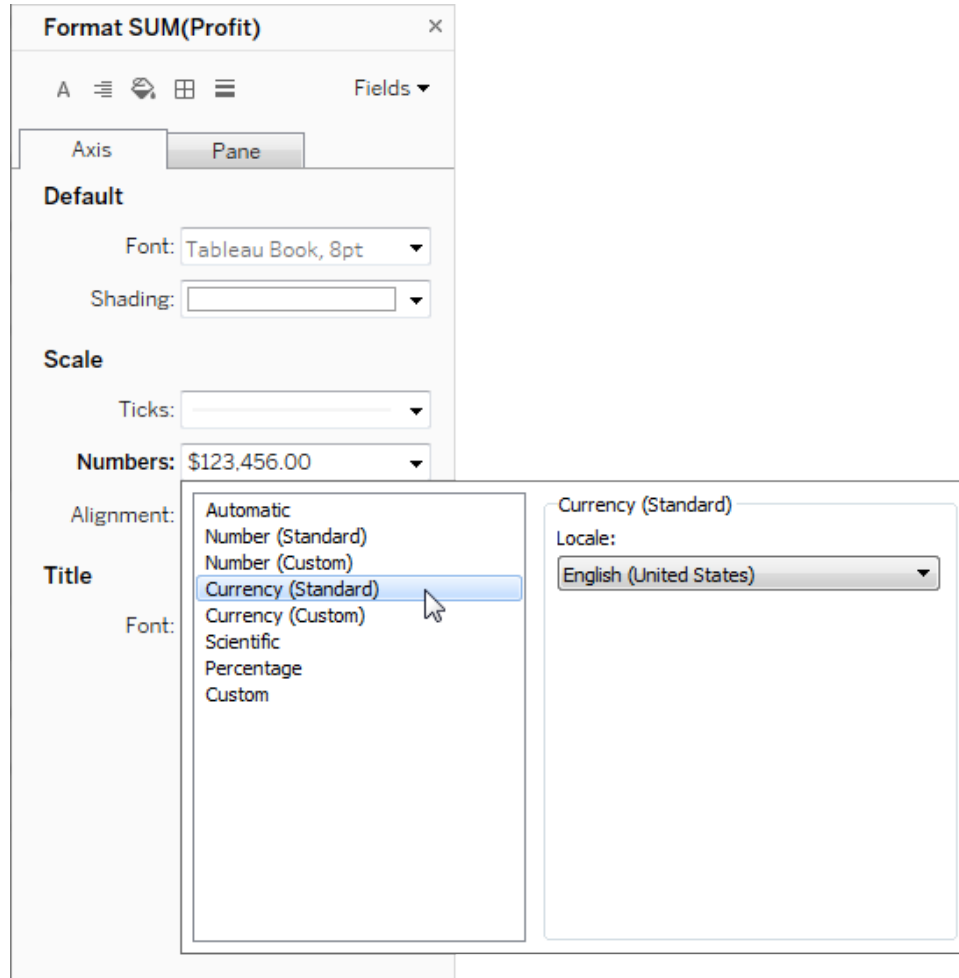 Format SUM(Profit) ×
A Fields
Axis Pane
Default
Font: Tableau Book, 8pt
Shading:
Scale
Ticks:
Numbers: $123,456.00
Alignment:
Title
Font:
Automatic
Number (Standard)
Number (Custom)
Currency (Standard)
Currency (Custom)
Scientific
Percentage
Custom
Currency (Standard)
Locale:
English (United States)